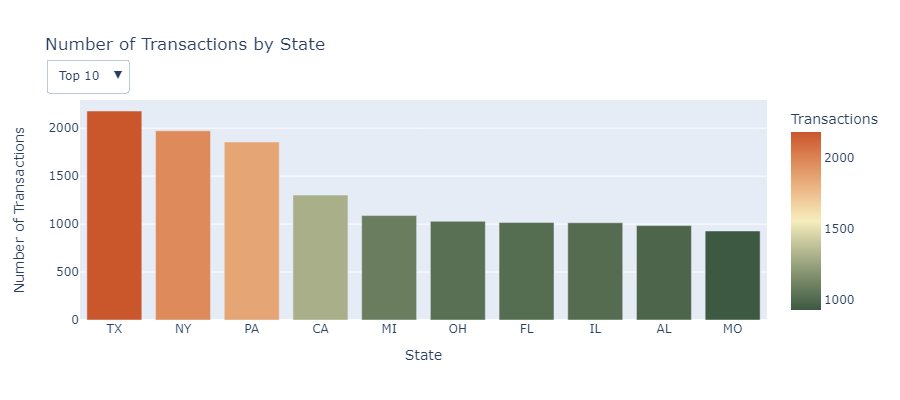 Number of Transactions by State
Top 10 ▼
Number of Transactions
2000
1500
1000
500
0
TX NY PA CA MI OH FL IL AL MO
State
Transactions
2000
1500
1000